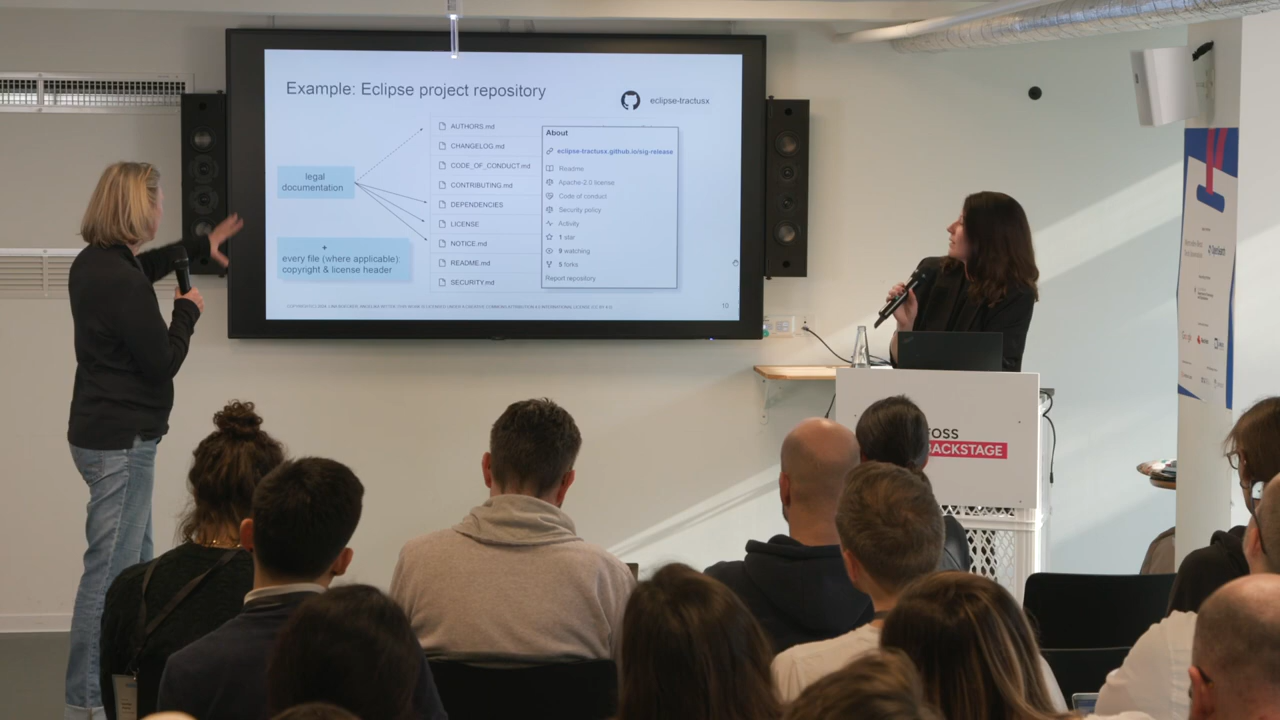 Example: Eclipse project repository
eclipse-tractusx
legal
documentation
+
every file (where applicable):
copyright & license header
AUTHORS.md
CHANGELOG.md
CODE_OF_CONDUCT.md
CONTRIBUTING.md
DEPENDENCIES
LICENSE
NOTICE.md
README.md
SECURITY.md
About
eclipse-tractusx.github.io/sig-release
Readme
Apache-2.0 license
Code of conduct
Security policy
Activity
1 star
9 watching
5 forks
Report repository
10
FOSS
BACKSTAGE
OpenSearch
Google